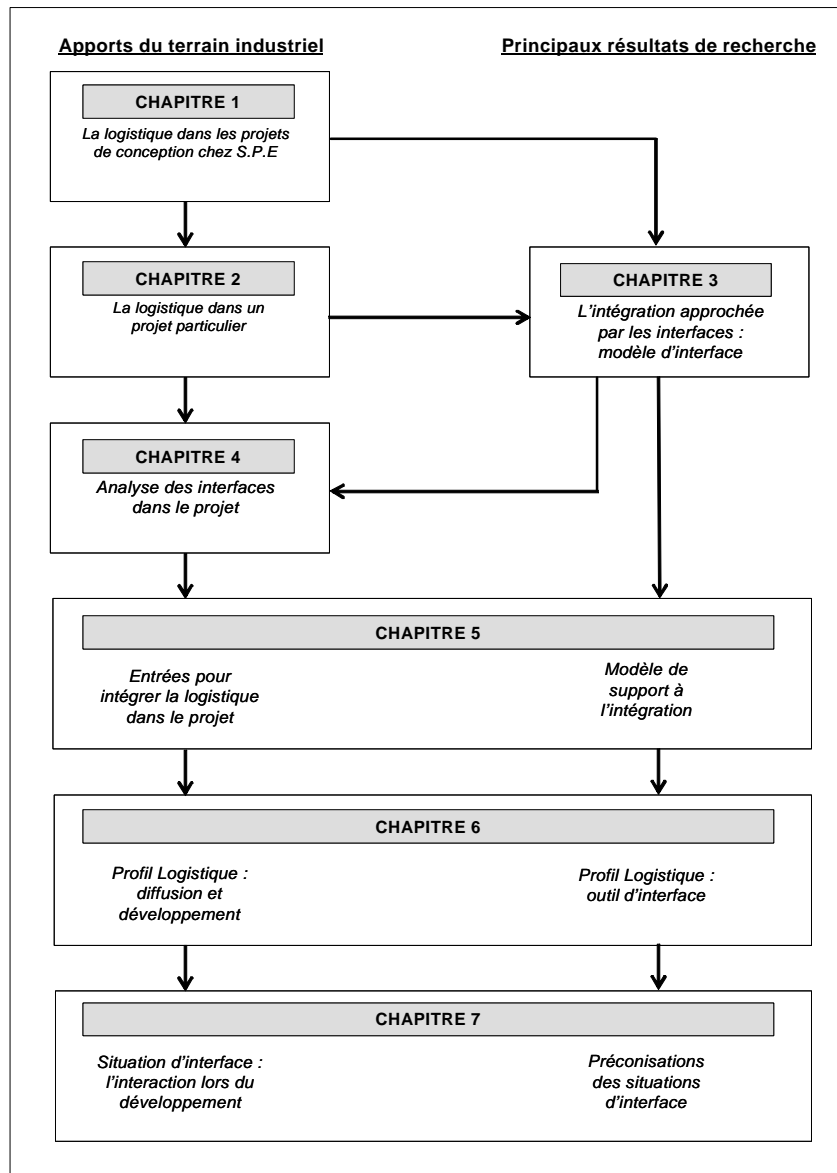 Apports du terrain industriel
Principaux résultats de recherche
CHAPITRE 1
La logistique dans les projets
de conception chez S.P.E
CHAPITRE 2
La logistique dans un
projet particulier
CHAPITRE 3
L'intégration approchée
par les interfaces :
modèle d'interface
CHAPITRE 4
Analyse des interfaces
dans le projet
CHAPITRE 5
Entrées pour
intégrer la logistique
dans le projet
Modèle de
support à
l'intégration
CHAPITRE 6
Profil Logistique :
diffusion et
développement
Profil Logistique :
outil d'interface
CHAPITRE 7
Situation d'interface :
l'interaction lors du
développement
Préconisations
des situations
d'interface